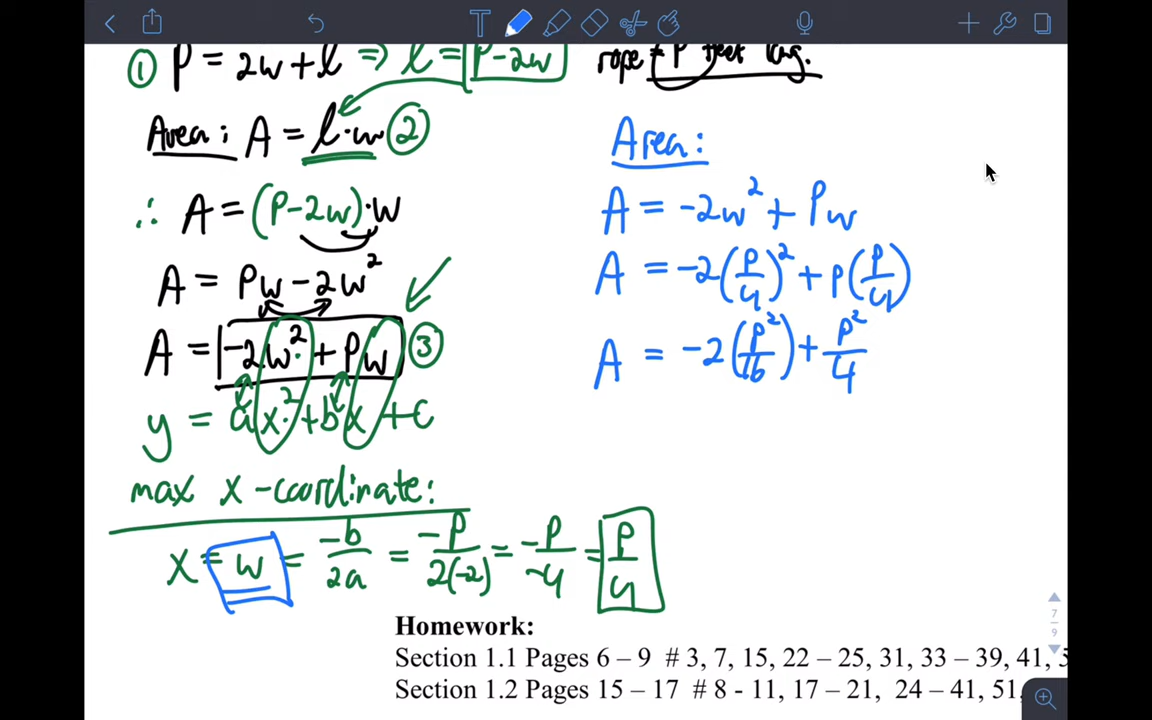 ① P = 2w + l ⇒ l = P-2w
rope = P feet long.
Area: A = l·w ②
∴ A = (P-2w)·w
A = Pw - 2w²
A = -2w² + Pw ③
y = ax² + bx + c
max x-coordinate:
x = w = -b/2a = -P/2(-2) = -P/-4 = P/4
Area:
A = -2w² + Pw
A = -2(P/4)² + P(P/4)
A = -2(P²/16) + P²/4
Homework:
Section 1.1 Pages 6 – 9 # 3, 7, 15, 22 – 25, 31, 33 – 39, 41,
Section 1.2 Pages 15 – 17 # 8 - 11, 17 – 21, 24 – 41, 51,
7
9